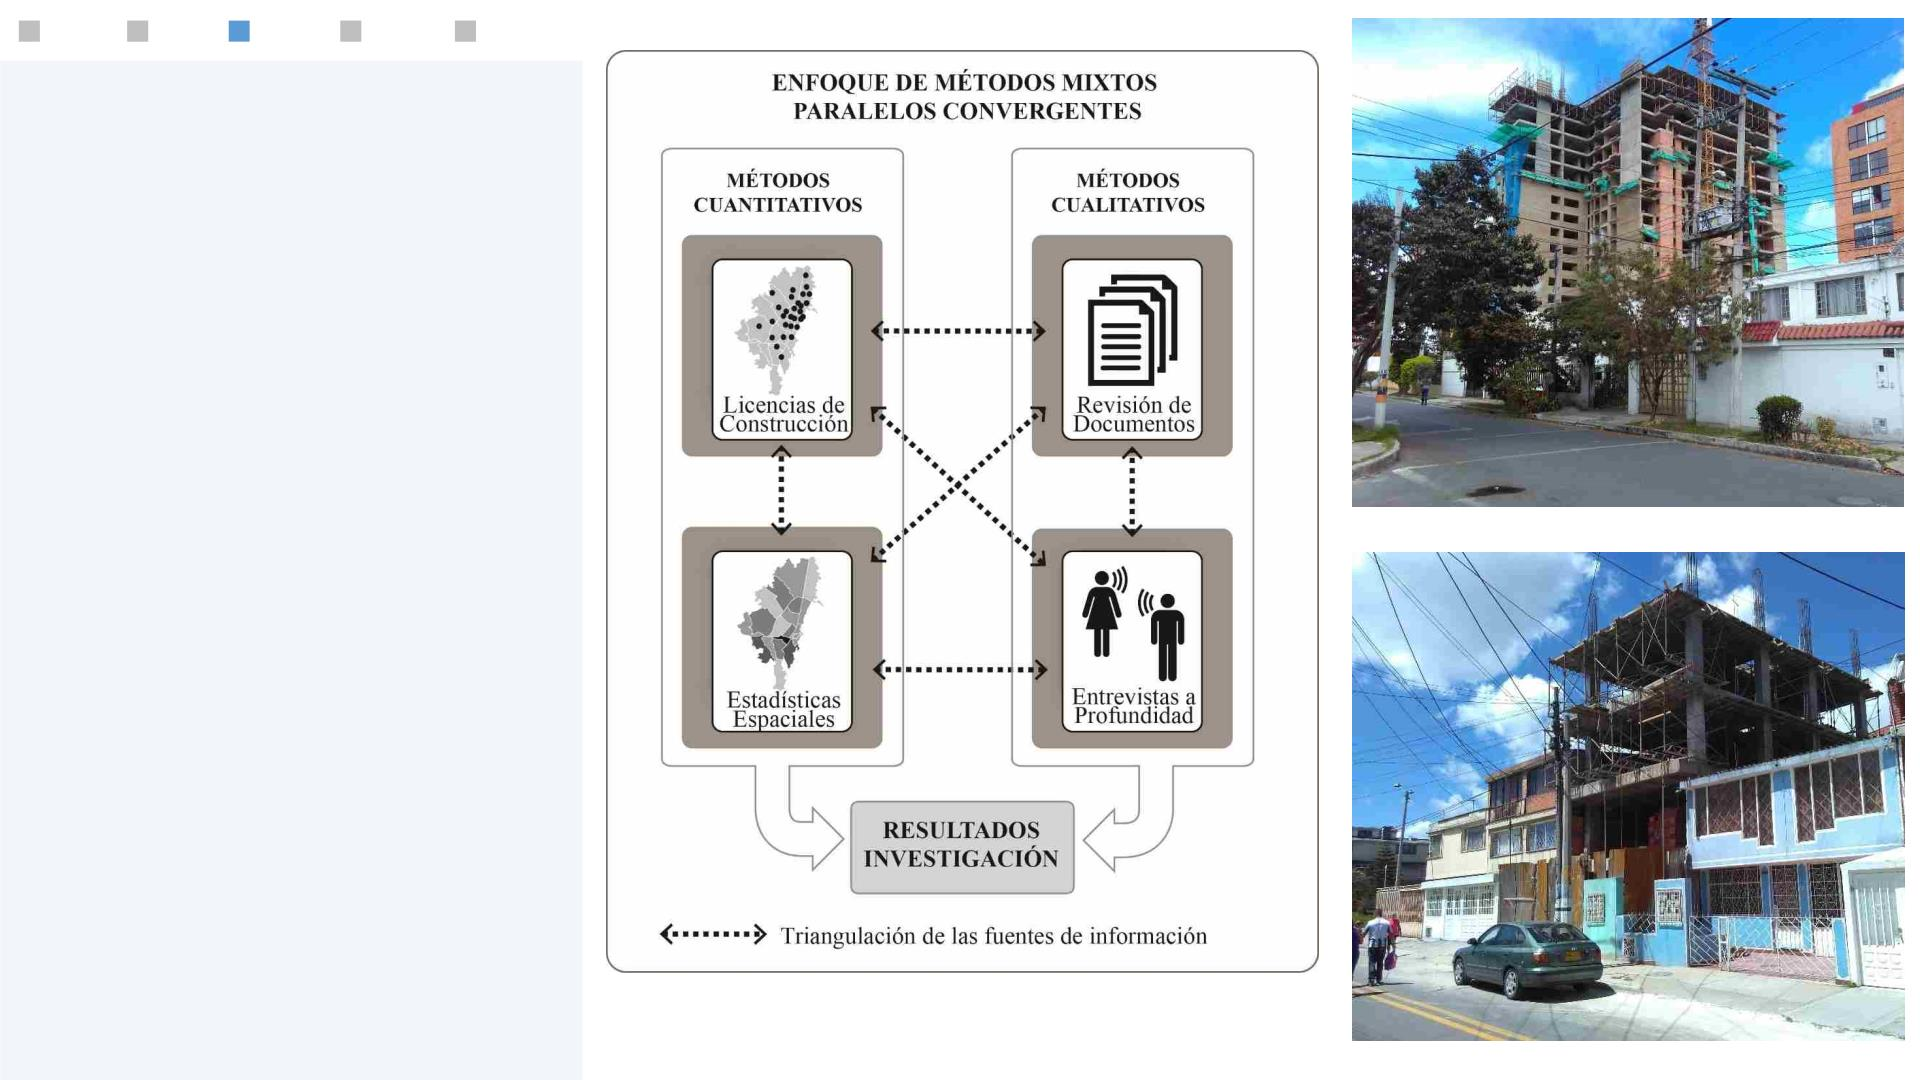 ENFOQUE DE MÉTODOS MIXTOS
PARALELOS CONVERGENTES
MÉTODOS
CUANTITATIVOS
Licencias de
Construcción
Estadísticas
Espaciales
MÉTODOS
CUALITATIVOS
Revisión de
Documentos
Entrevistas a
Profundidad
RESULTADOS
INVESTIGACIÓN
Triangulación de las fuentes de información